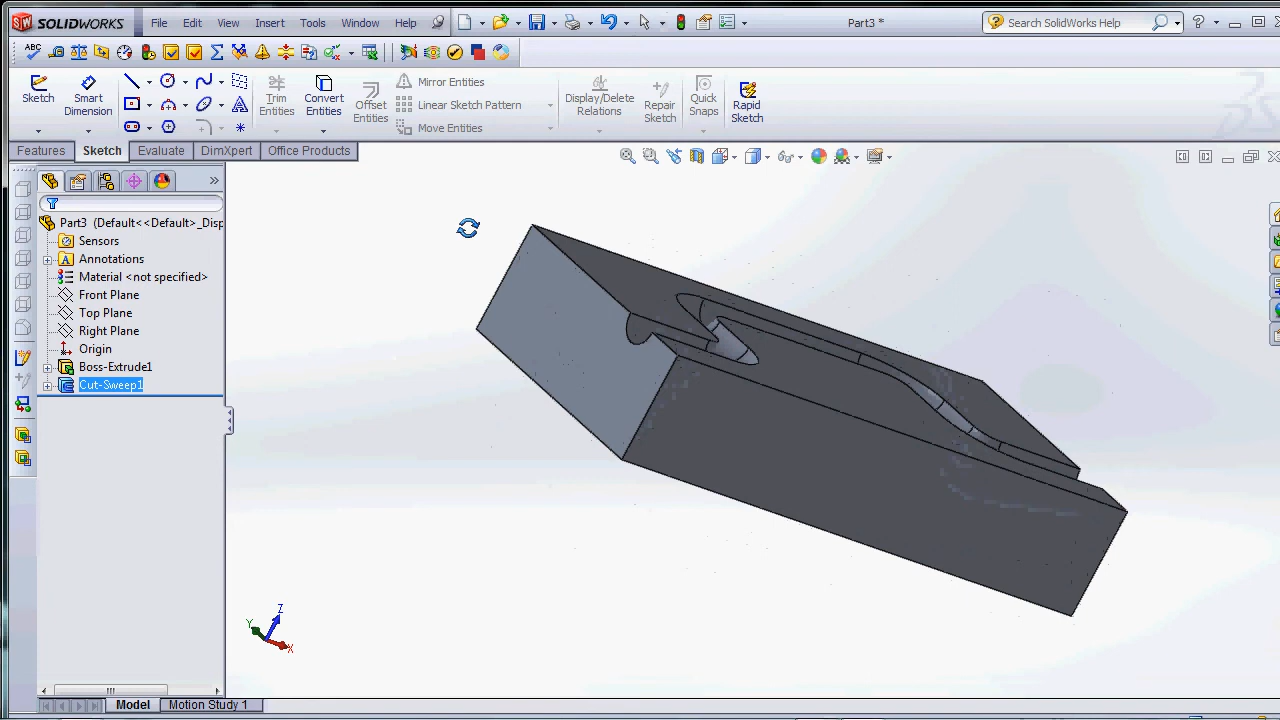 SW SOLIDWORKS File Edit View Insert Tools Window Help Part3 * Search SolidWorks Help
ABC
Sketch Smart Dimension Trim Entities Convert Entities Offset Entities Mirror Entities Linear Sketch Pattern Move Entities Display/Delete Relations Repair Sketch Quick Snaps Rapid Sketch
Features Sketch Evaluate DimXpert Office Products
Part3 (Default<<Default>_Disp
Sensors
Annotations
Material <not specified>
Front Plane
Top Plane
Right Plane
Origin
Boss-Extrude1
Cut-Sweep1
Z
Y
X
Model Motion Study 1